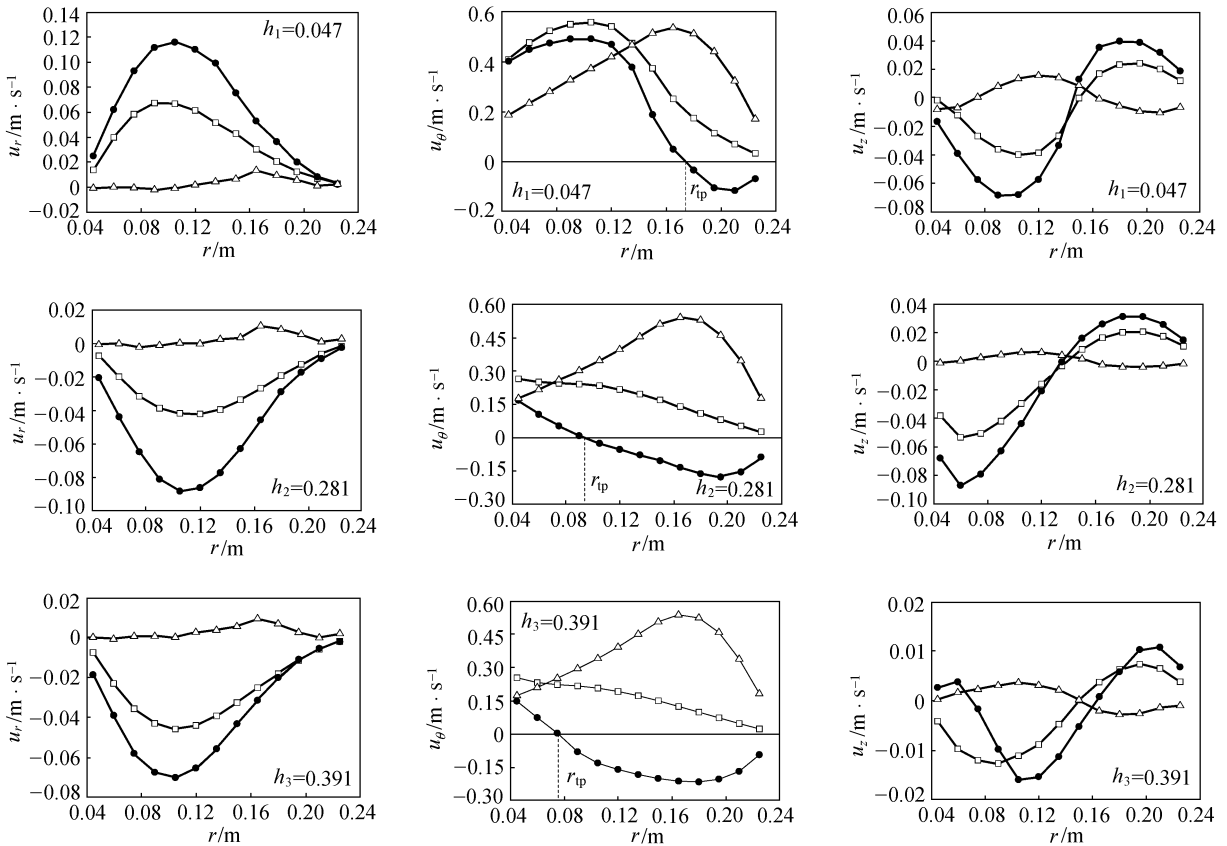 0.14
0.12
0.10
0.08
0.06
0.04
0.02
0
−0.02
u_r/m · s⁻¹
h₁=0.047
0.04 0.08 0.12 0.16 0.20 0.24
r/m
0.6
0.4
0.2
0
−0.2
u_θ/m · s⁻¹
h₁=0.047
r_tp
0.04 0.08 0.12 0.16 0.20 0.24
r/m
0.06
0.04
0.02
0
−0.02
−0.04
−0.06
−0.08
u_z/m · s⁻¹
h₁=0.047
0.04 0.08 0.12 0.16 0.20 0.24
r/m
0.02
0
−0.02
−0.04
−0.06
−0.08
−0.10
u_r/m · s⁻¹
h₂=0.281
0.04 0.08 0.12 0.16 0.20 0.24
r/m
0.60
0.45
0.30
0.15
0
−0.15
−0.30
u_θ/m · s⁻¹
r_tp
h₂=0.281
0.04 0.08 0.12 0.16 0.20 0.24
r/m
0.04
0.02
0
−0.02
−0.04
−0.06
−0.08
−0.10
u_z/m · s⁻¹
h₂=0.281
0.04 0.08 0.12 0.16 0.20 0.24
r/m
0.02
0
−0.02
−0.04
−0.06
−0.08
u_r/m · s⁻¹
h₃=0.391
0.04 0.08 0.12 0.16 0.20 0.24
r/m
0.60
0.45
0.30
0.15
0
−0.15
−0.30
u_θ/m · s⁻¹
h₃=0.391
r_tp
0.04 0.08 0.12 0.16 0.20 0.24
r/m
0.02
0.01
0
−0.01
−0.02
u_z/m · s⁻¹
h₃=0.391
0.04 0.08 0.12 0.16 0.20 0.24
r/m